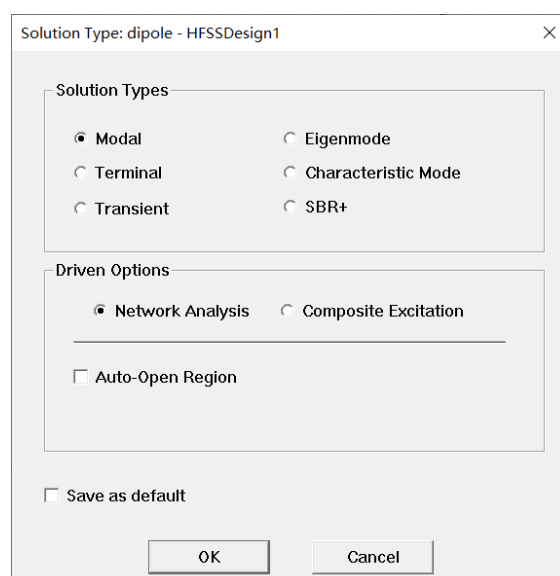 Solution Type: dipole - HFSSDesign1
Solution Types
Modal
Eigenmode
Terminal
Characteristic Mode
Transient
SBR+
Driven Options
Network Analysis
Composite Excitation
Auto-Open Region
Save as default
OK
Cancel